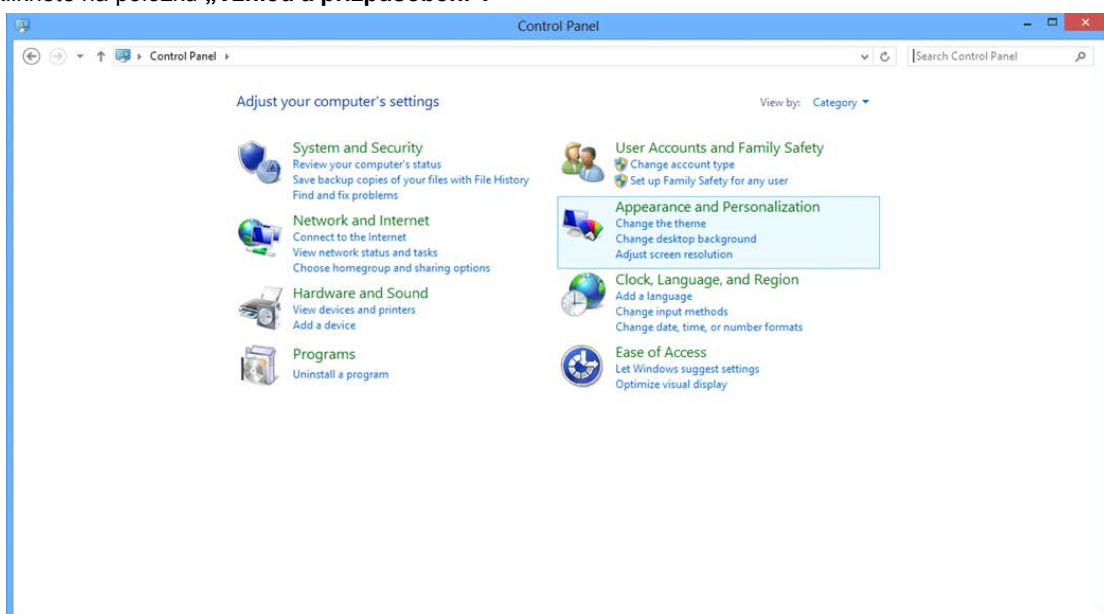 Control Panel
Control Panel
Search Control Panel
Adjust your computer's settings
View by: Category
System and Security
Review your computer's status
Save backup copies of your files with File History
Find and fix problems
Network and Internet
Connect to the Internet
View network status and tasks
Choose homegroup and sharing options
Hardware and Sound
View devices and printers
Add a device
Programs
Uninstall a program
User Accounts and Family Safety
Change account type
Set up Family Safety for any user
Appearance and Personalization
Change the theme
Change desktop background
Adjust screen resolution
Clock, Language, and Region
Add a language
Change input methods
Change date, time, or number formats
Ease of Access
Let Windows suggest settings
Optimize visual display